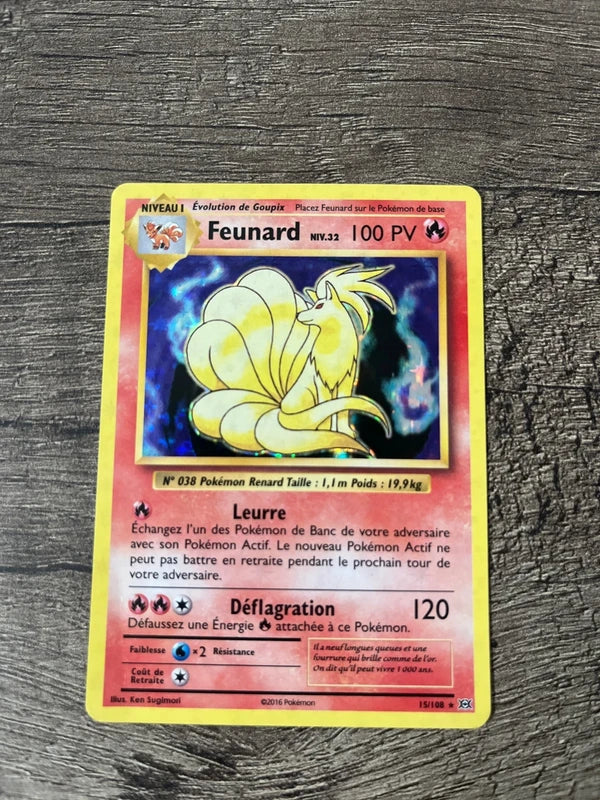 NIVEAU 1 Évolution de Goupix Placez Feunard sur le Pokémon de base
Feunard NIV.32 100 PV
N° 038 Pokémon Renard Taille : 1,1 m Poids : 19,9 kg
Leurre
Échangez l'un des Pokémon de Banc de votre adversaire
avec son Pokémon Actif. Le nouveau Pokémon Actif ne
peut pas battre en retraite pendant le prochain tour de
votre adversaire.
Déflagration 120
Défaussez une Énergie attachée à ce Pokémon.
Faiblesse ×2 Résistance
Coût de
Retraite
Il a neuf longues queues et une
fourrure qui brille comme de l'or.
On dit qu'il peut vivre 1 000 ans.
Illus. Ken Sugimori
©2016 Pokémon
15/108 ★